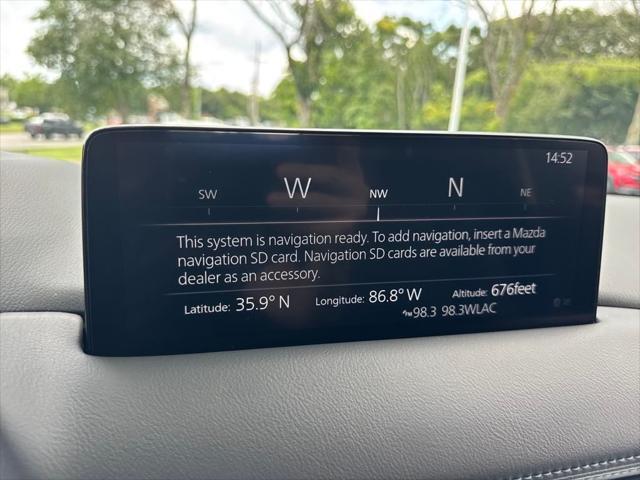 14:52
SW W NW N NE
This system is navigation ready. To add navigation, insert a Mazda
navigation SD card. Navigation SD cards are available from your
dealer as an accessory.
Latitude: 35.9° N Longitude: 86.8° W Altitude: 676feet
FM 98.3 98.3WLAC